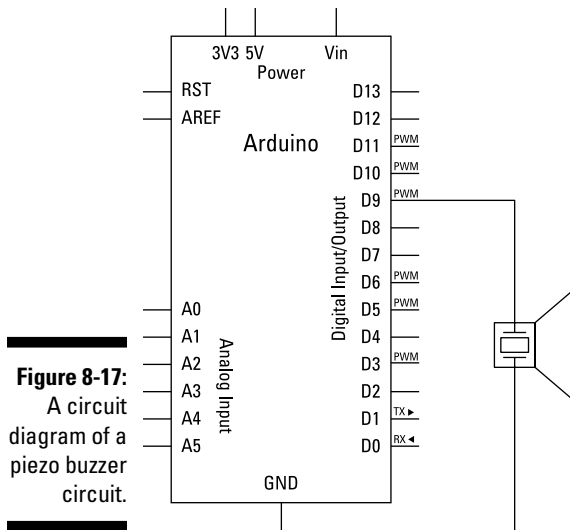 3V3 5V Vin
Power
RST D13
AREF D12
Arduino D11 PWM
D10 PWM
D9 PWM
D8
D7
D6 PWM
Digital Input/Output
A0 D5 PWM
A1 D4
A2 D3 PWM
A3 D2
A4 D1 TX ▶
A5 D0 RX ◀
Analog Input
GND
Figure 8-17:
A circuit
diagram of a
piezo buzzer
circuit.